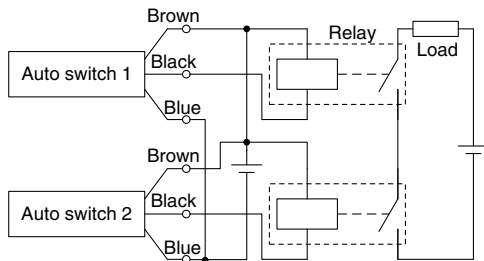 Brown
Relay
Auto switch 1
Black
Load
Blue
Brown
Auto switch 2
Black
Blue